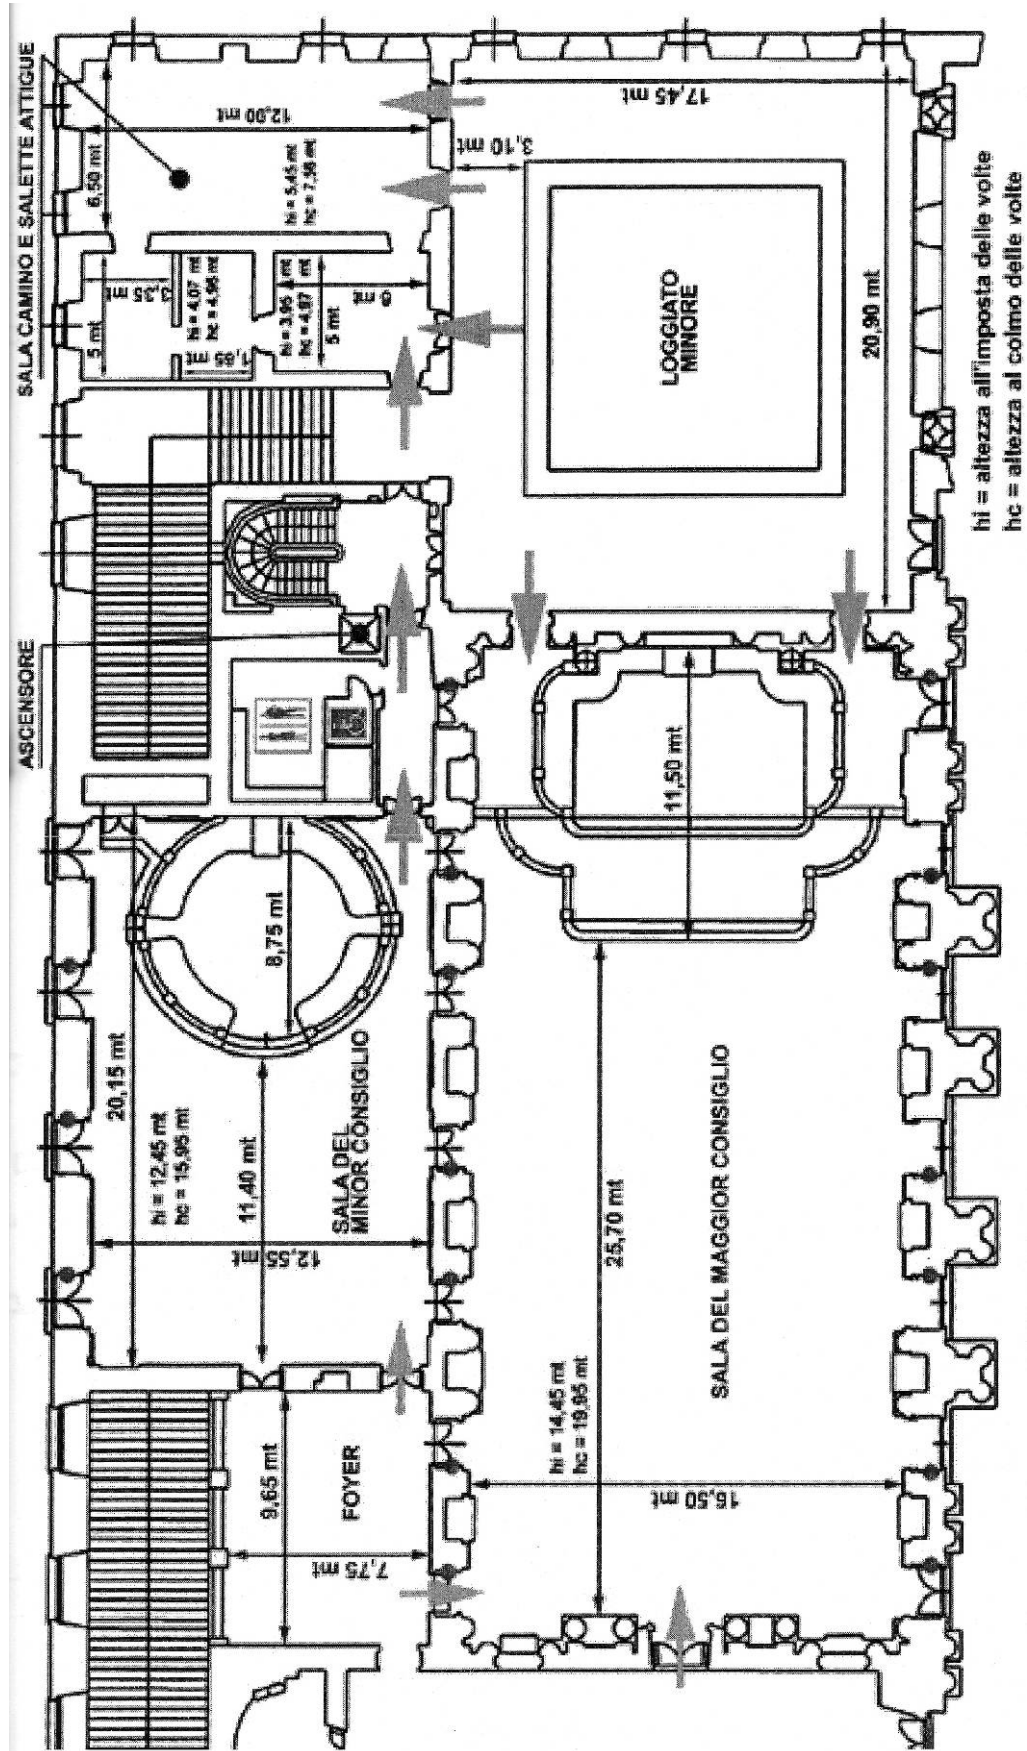 SALA CAMINO E SALETTE ATTIGUE
6,50 mt
12,00 mt
hi = 5,45 mt
hc = 7,56 mt
17,45 mt
3,10 mt
5 mt
3,35 mt
hi = 4,07 mt
hc = 4,96 mt
1,65 mt
hi = 3,95 mt
hc = 4,97 mt
5 mt
6 mt
LOGGIATO
MINORE
20,90 mt
hi = altezza all'imposta delle volte
hc = altezza al colmo delle volte
ASCENSORE
11,50 mt
8,75 mt
20,15 mt
hi = 12,45 mt
hc = 15,95 mt
11,40 mt
SALA DEL
MINOR CONSIGLIO
12,55 mt
25,70 mt
SALA DEL MAGGIOR CONSIGLIO
hi = 14,45 mt
hc = 19,95 mt
16,50 mt
9,65 mt
FOYER
7,75 mt